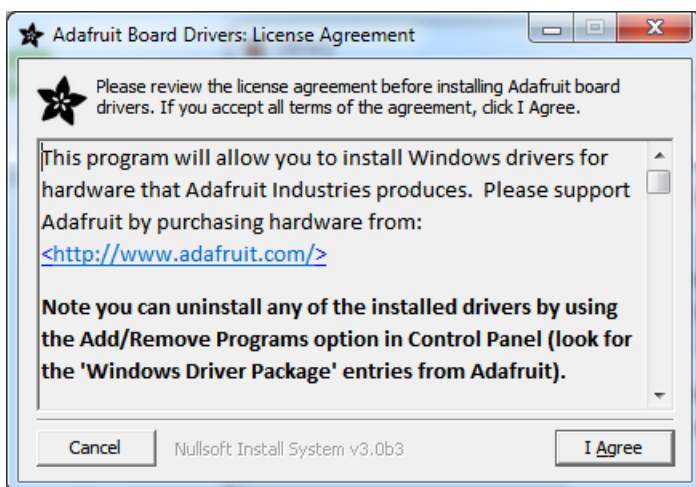 Adafruit Board Drivers: License Agreement
Please review the license agreement before installing Adafruit board
drivers. If you accept all terms of the agreement, click I Agree.
This program will allow you to install Windows drivers for
hardware that Adafruit Industries produces.  Please support
Adafruit by purchasing hardware from:
<http://www.adafruit.com/>
Note you can uninstall any of the installed drivers by using
the Add/Remove Programs option in Control Panel (look for
the 'Windows Driver Package' entries from Adafruit).
Cancel
Nullsoft Install System v3.0b3
I Agree